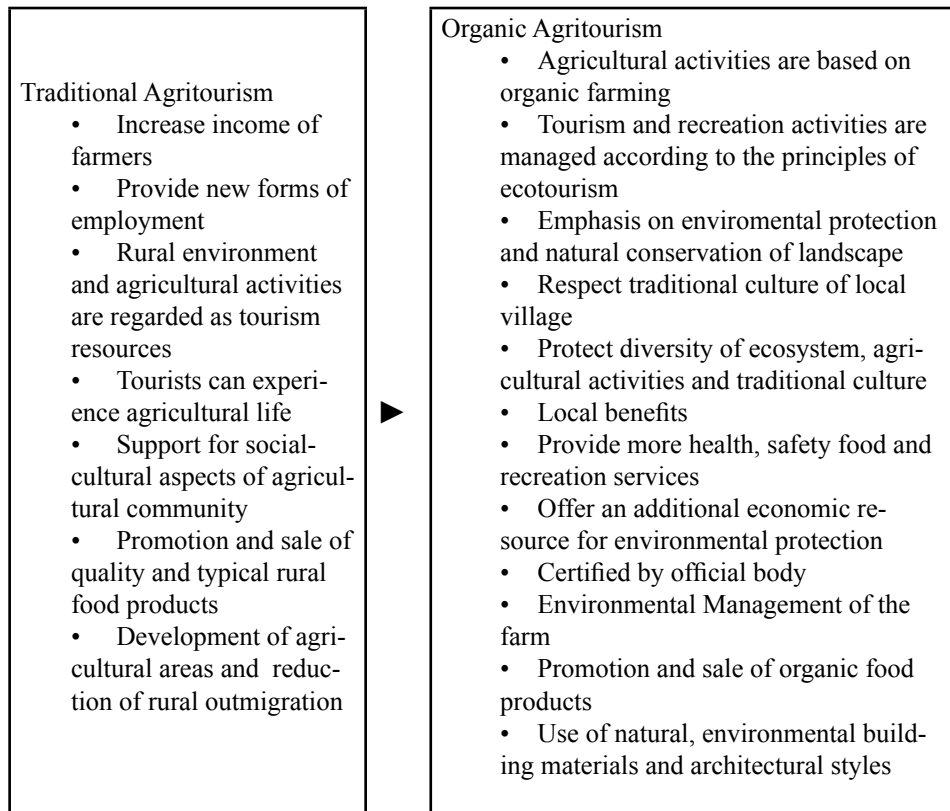 Traditional Agritourism
• Increase income of
farmers
• Provide new forms of
employment
• Rural environment
and agricultural activities
are regarded as tourism
resources
• Tourists can experi-
ence agricultural life
• Support for social-
cultural aspects of agricul-
tural community
• Promotion and sale of
quality and typical rural
food products
• Development of agri-
cultural areas and reduc-
tion of rural outmigration
►
Organic Agritourism
• Agricultural activities are based on
organic farming
• Tourism and recreation activities are
managed according to the principles of
ecotourism
• Emphasis on enviromental protection
and natural conservation of landscape
• Respect traditional culture of local
village
• Protect diversity of ecosystem, agri-
cultural activities and traditional culture
• Local benefits
• Provide more health, safety food and
recreation services
• Offer an additional economic re-
source for environmental protection
• Certified by official body
• Environmental Management of the
farm
• Promotion and sale of organic food
products
• Use of natural, environmental build-
ing materials and architectural styles